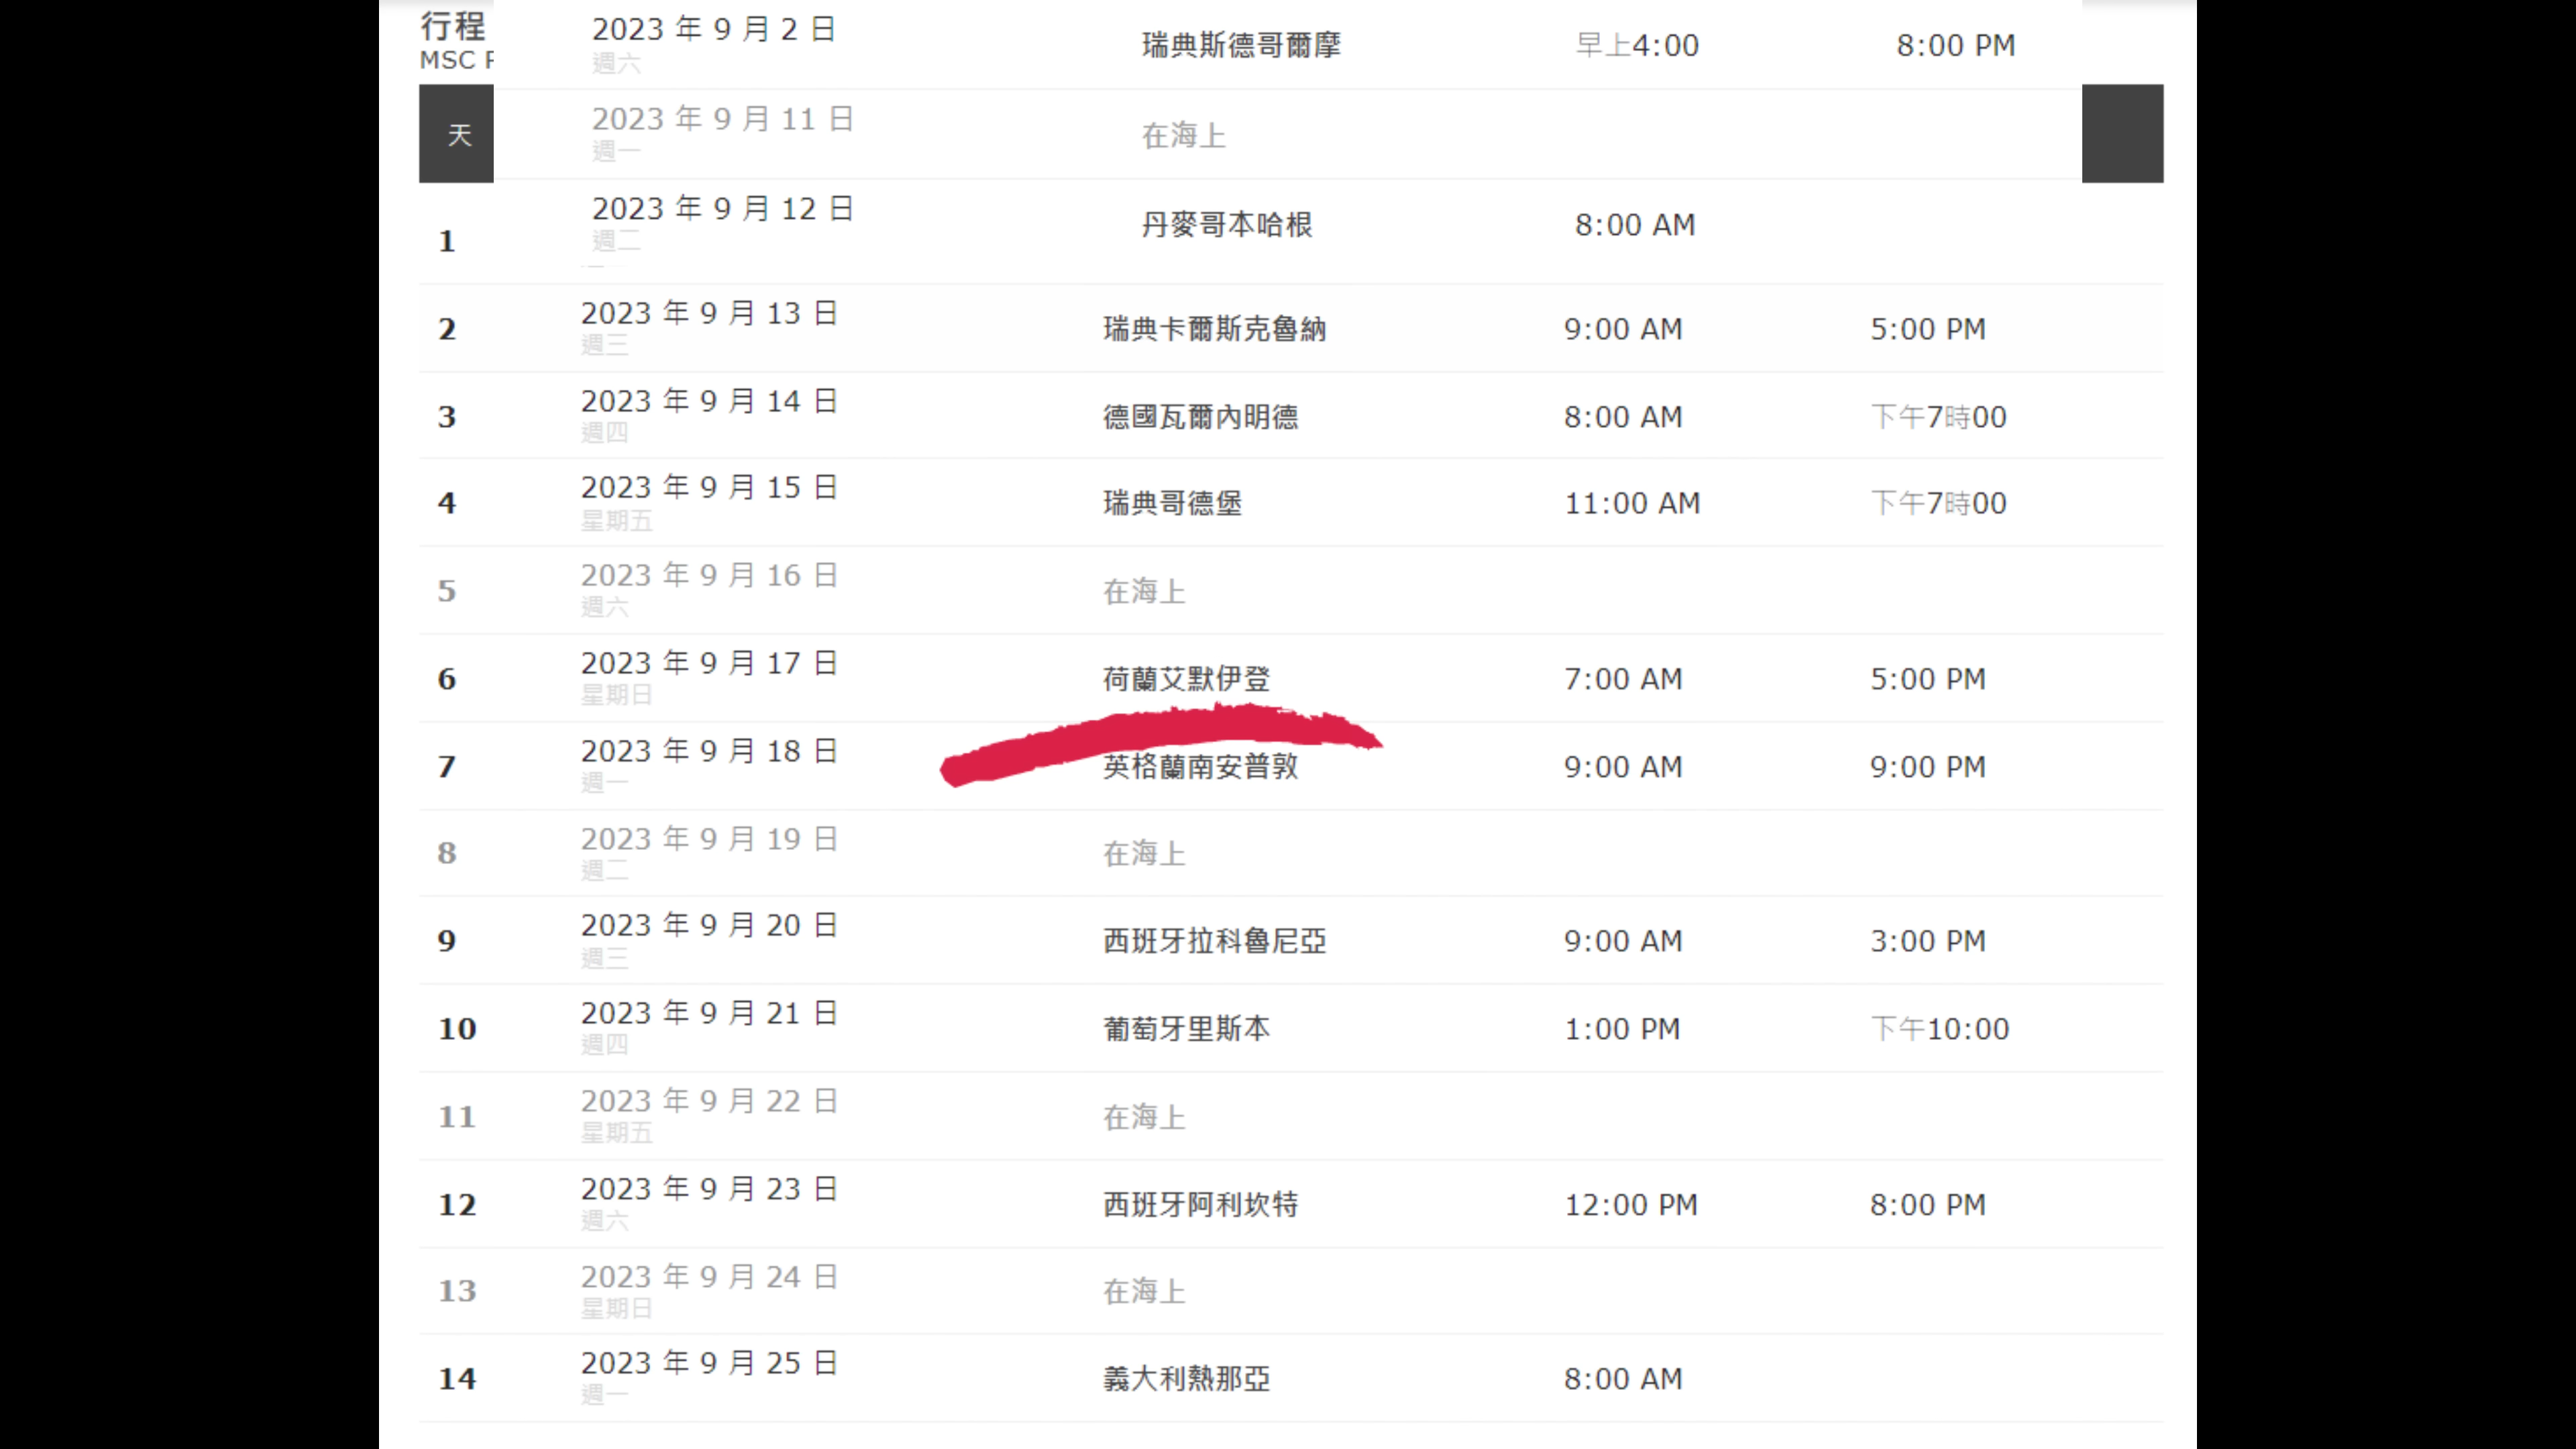 行程
MSC
2023 年 9 月 2 日 瑞典斯德哥爾摩 早上4:00 8:00 PM
週六
天 2023 年 9 月 11 日 在海上
週一
1 2023 年 9 月 12 日 丹麥哥本哈根 8:00 AM
週二
2 2023 年 9 月 13 日 瑞典卡爾斯克魯納 9:00 AM 5:00 PM
週三
3 2023 年 9 月 14 日 德國瓦爾內明德 8:00 AM 下午7時00
週四
4 2023 年 9 月 15 日 瑞典哥德堡 11:00 AM 下午7時00
星期五
5 2023 年 9 月 16 日 在海上
週六
6 2023 年 9 月 17 日 荷蘭艾默伊登 7:00 AM 5:00 PM
星期日
7 2023 年 9 月 18 日 英格蘭南安普敦 9:00 AM 9:00 PM
週一
8 2023 年 9 月 19 日 在海上
週二
9 2023 年 9 月 20 日 西班牙拉科魯尼亞 9:00 AM 3:00 PM
週三
10 2023 年 9 月 21 日 葡萄牙里斯本 1:00 PM 下午10:00
週四
11 2023 年 9 月 22 日 在海上
星期五
12 2023 年 9 月 23 日 西班牙阿利坎特 12:00 PM 8:00 PM
週六
13 2023 年 9 月 24 日 在海上
星期日
14 2023 年 9 月 25 日 義大利熱那亞 8:00 AM
週一